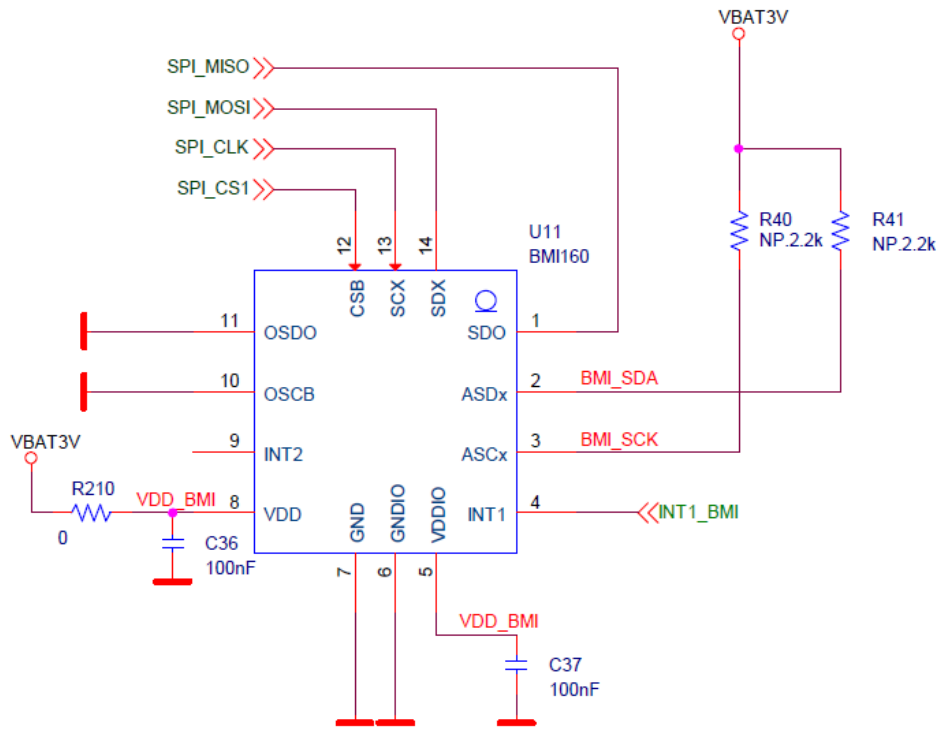 VBAT3V
SPI_MISO
SPI_MOSI
SPI_CLK
SPI_CS1
R40
NP.2.2k
R41
NP.2.2k
U11
BMI160
12
13
14
CSB
SCX
SDX
11
OSDO
SDO
1
10
OSCB
ASDx
2
BMI_SDA
9
INT2
ASCx
3
BMI_SCK
VBAT3V
R210
0
VDD_BMI
8
VDD
INT1
4
INT1_BMI
C36
100nF
GND
GNDIO
VDDIO
7
6
5
VDD_BMI
C37
100nF